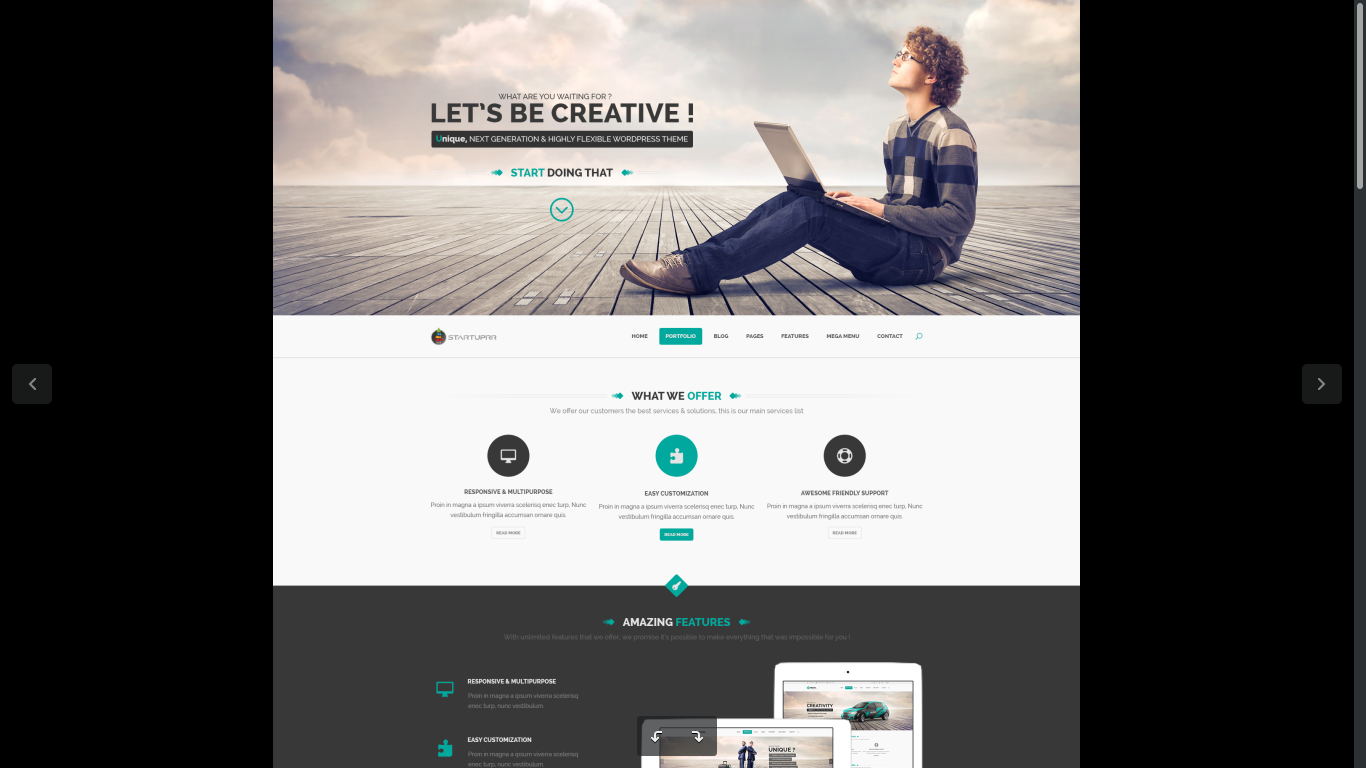 WHAT ARE YOU WAITING FOR ?
LET'S BE CREATIVE !
Unique, NEXT GENERATION & HIGHLY FLEXIBLE WORDPRESS THEME
START DOING THAT
STARTUPRR
HOME PORTFOLIO BLOG PAGES FEATURES MEGA MENU CONTACT
WHAT WE OFFER
We offer our customers the best services & solutions, this is our main services list
RESPONSIVE & MULTIPURPOSE
Proin in magna a ipsum viverra scelerisq enec turp, Nunc
vestibulum fringilla accumsan ornare quis.
READ MORE
EASY CUSTOMIZATION
Proin in magna a ipsum viverra scelerisq enec turp, Nunc
vestibulum fringilla accumsan ornare quis.
READ MORE
AWESOME FRIENDLY SUPPORT
Proin in magna a ipsum viverra scelerisq enec turp, Nunc
vestibulum fringilla accumsan ornare quis.
READ MORE
AMAZING FEATURES
With unlimited features that we offer, we promise it's possible to make everything that was impossible for you !
RESPONSIVE & MULTIPURPOSE
Proin in magna a ipsum viverra scelerisq
enec turp, nunc vestibulum.
EASY CUSTOMIZATION
Proin in magna a ipsum viverra scelerisq
enec turp, nunc vestibulum.
CREATIVITY
UNIQUE ?